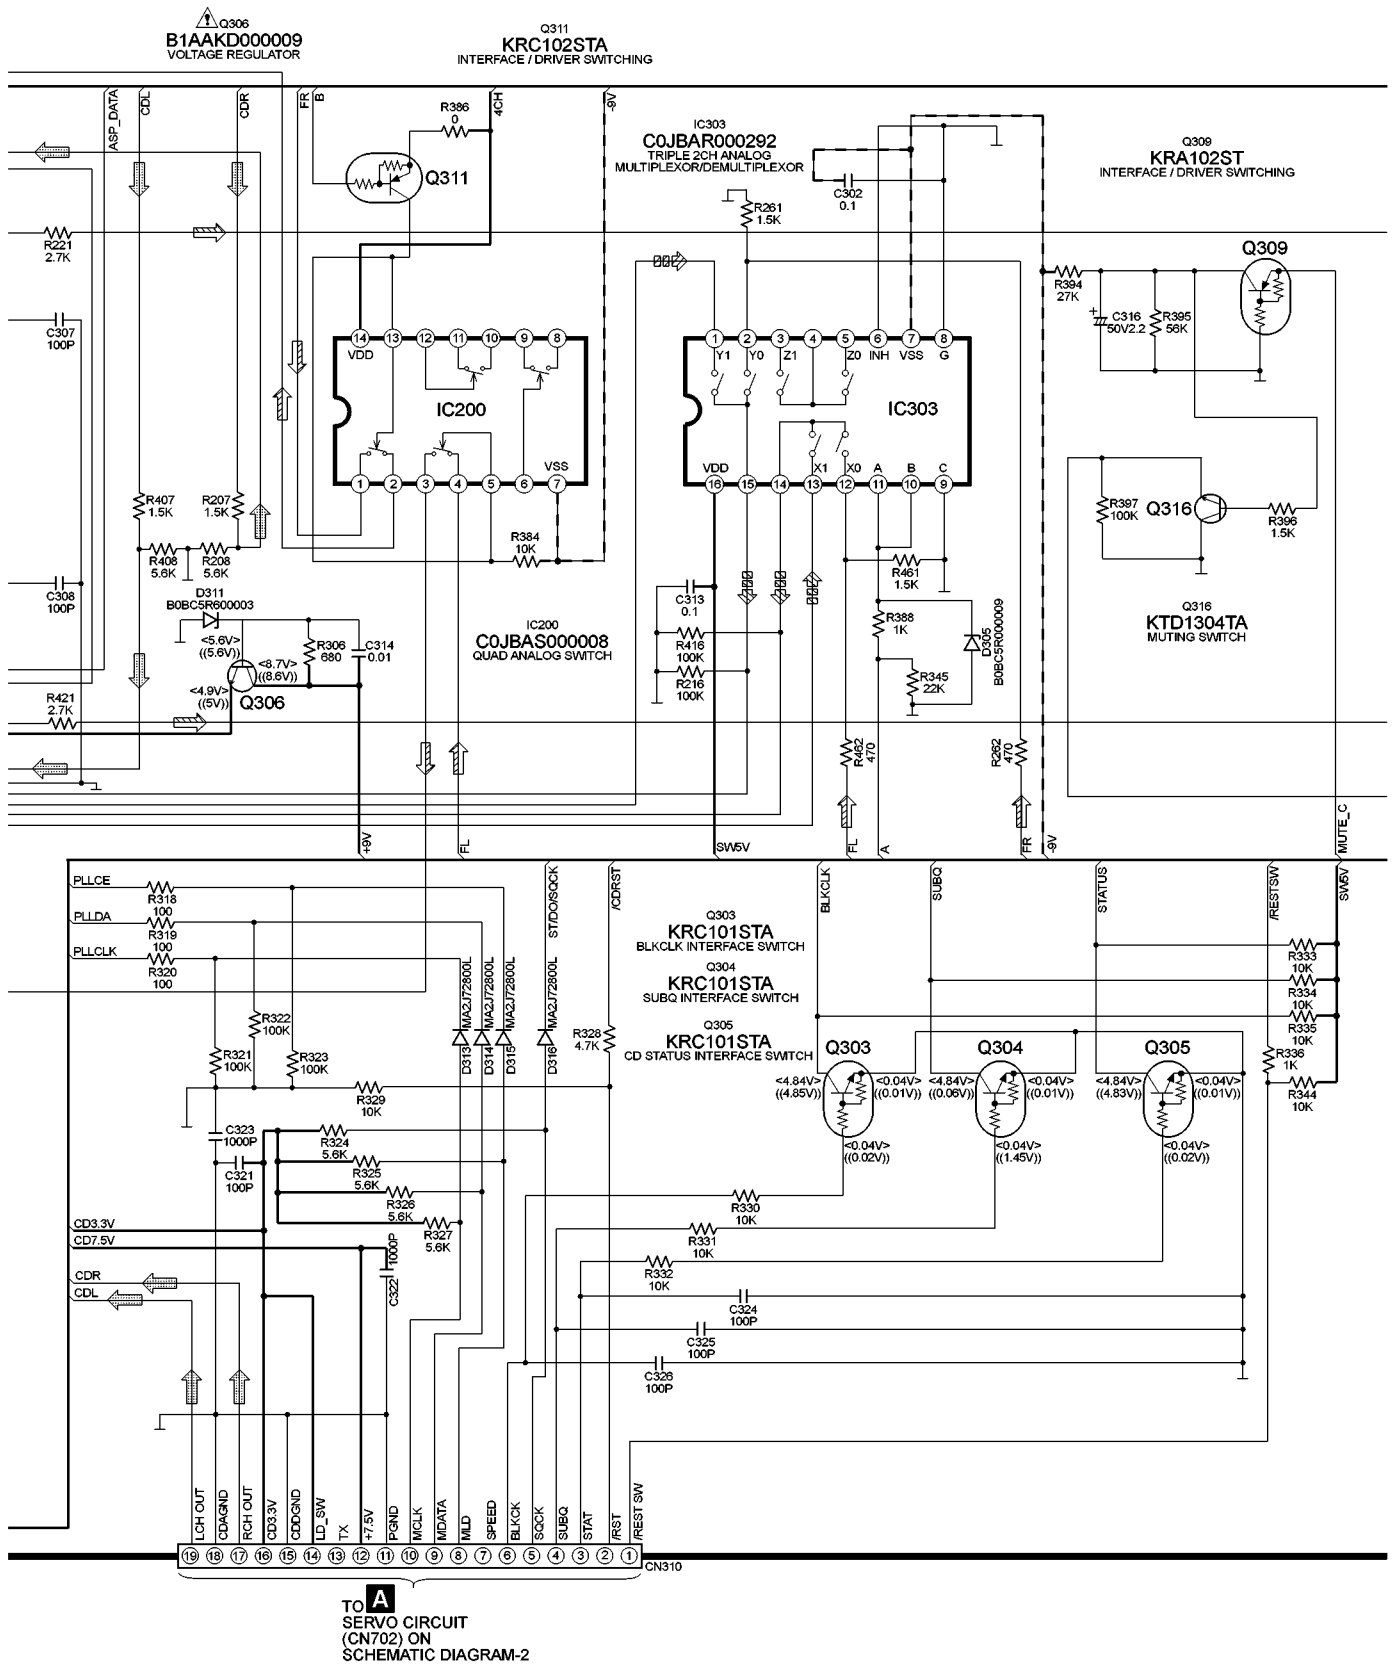 Q306
B1AAKD000009
VOLTAGE REGULATOR
Q311
KRC102STA
INTERFACE / DRIVER SWITCHING
ASP_DATA
CDL
CDR
FR
B
R386
0
4CH
-9V
IC303
C0JBAR000292
TRIPLE 2CH ANALOG
MULTIPLEXOR/DEMULTIPLEXOR
Q309
KRA102ST
INTERFACE / DRIVER SWITCHING
Q311
C302
0.1
R261
1.5K
R221
2.7K
Q309
R394
27K
C316
50V2.2
R395
56K
+
C307
100P
14 13 12 11 10 9 8
VDD
IC200
VSS
1 2 3 4 5 6 7
1 2 3 4 5 6 7 8
Y1 Y0 Z1 Z0 INH VSS G
IC303
VDD X1 X0 A B C
16 15 14 13 12 11 10 9
R407
1.5K
R207
1.5K
R397
100K
Q316
R396
1.5K
R408
5.6K
R208
5.6K
R384
10K
C308
100P
D311
B0BC5R600003
C313
0.1
R461
1.5K
Q316
KTD1304TA
MUTING SWITCH
<5.6V>
((5.6V))
R306
680
C314
0.01
IC200
C0JBAS000008
QUAD ANALOG SWITCH
R416
100K
R388
1K
D305
B0BC5R000009
<8.7V>
((8.6V))
<4.9V>
((5V))
Q306
R216
100K
R345
22K
R421
2.7K
R462
470
R262
470
+9V
FL
SW5V
FL
A
FR
-9V
MUTE_C
PLLCE
R318
100
PLLDA
R319
100
PLLCLK
R320
100
ST/DO/SQCK
/CDRST
BLKCLK
SUBQ
STATUS
/RESTSW
SW5V
Q303
KRC101STA
BLKCLK INTERFACE SWITCH
Q304
KRC101STA
SUBQ INTERFACE SWITCH
Q305
KRC101STA
CD STATUS INTERFACE SWITCH
R333
10K
R334
10K
R335
10K
R336
1K
R344
10K
R322
100K
R321
100K
R323
100K
D313
MA2J72800L
D314
MA2J72800L
D315
MA2J72800L
D316
MA2J72800L
R328
4.7K
R329
10K
Q303
<4.84V>
((4.85V))
<0.04V>
((0.01V))
<0.04V>
((0.02V))
Q304
<4.84V>
((0.06V))
<0.04V>
((0.01V))
<0.04V>
((1.45V))
Q305
<4.84V>
((4.83V))
<0.04V>
((0.01V))
<0.04V>
((0.02V))
C323
1000P
R324
5.6K
C321
100P
R325
5.6K
R326
5.6K
R327
5.6K
R330
10K
R331
10K
R332
10K
CD3.3V
CD7.5V
CDR
CDL
C322
1000P
C324
100P
C325
100P
C326
100P
LCH OUT
CDAGND
RCH OUT
CD3.3V
CDDGND
LD_SW
TX
+7.5V
PGND
MCLK
MDATA
MLD
SPEED
BLKCK
SQCK
SUBQ
STAT
/RST
/REST SW
19 18 17 16 15 14 13 12 11 10 9 8 7 6 5 4 3 2 1
CN310
TO A
SERVO CIRCUIT
(CN702) ON
SCHEMATIC DIAGRAM-2